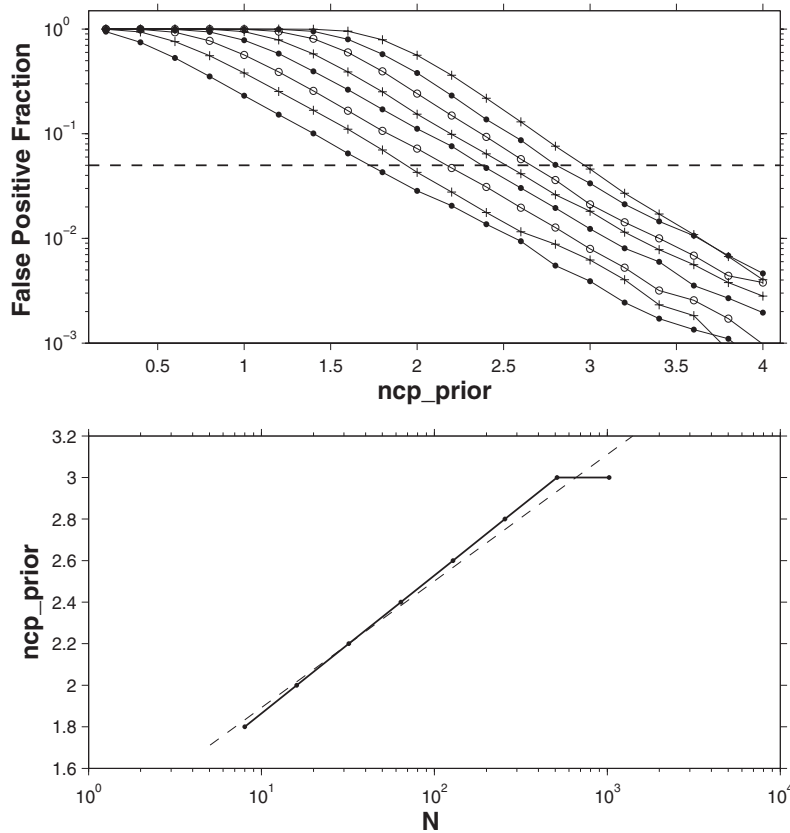 10⁰
10⁻¹
10⁻²
10⁻³
False Positive Fraction
0.5 1 1.5 2 2.5 3 3.5 4
ncp_prior
3.2
3
2.8
2.6
2.4
2.2
2
1.8
1.6
ncp_prior
10⁰ 10¹ 10² 10³ 10⁴
N